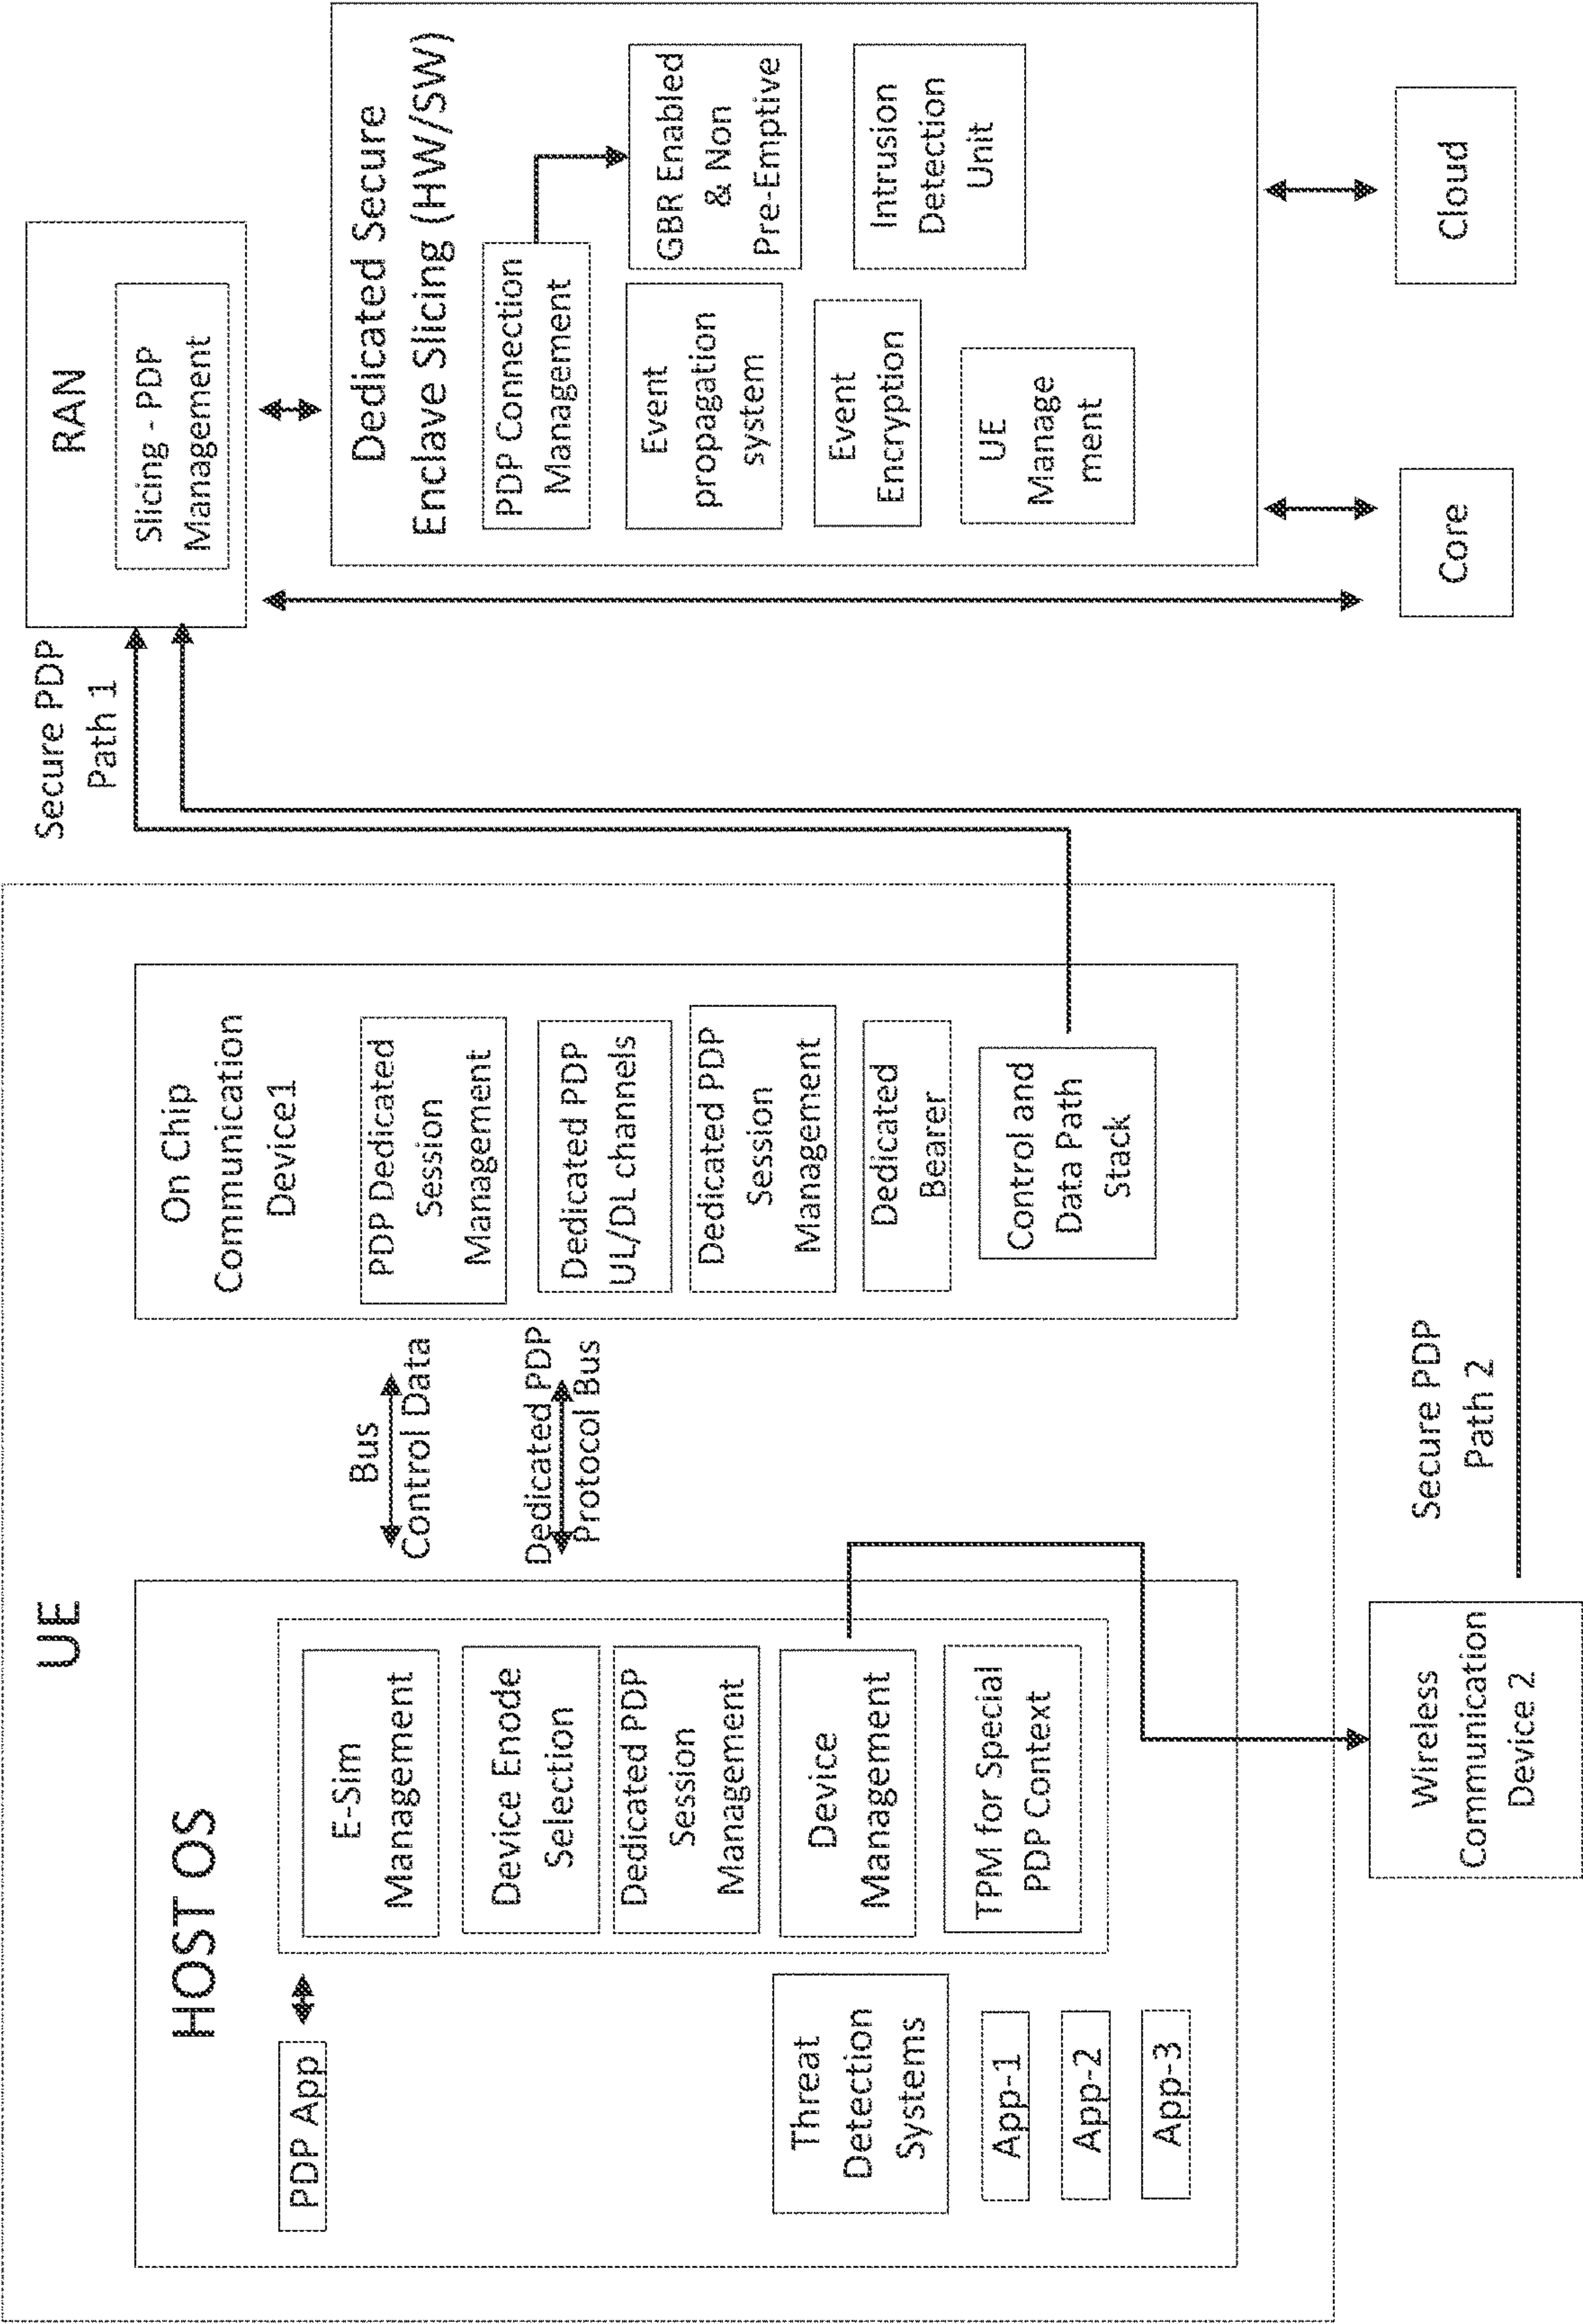 UE
HOST OS
PDP App
Threat
Detection
Systems
App-1
App-2
App-3
E-Sim
Management
Device Enode
Selection
Dedicated PDP
Session
Management
Device
Management
TPM for Special
PDP Context
Bus
Control Data
Dedicated PDP
Protocol Bus
On Chip
Communication
Device1
PDP Dedicated
Session
Management
Dedicated PDP
UL/DL channels
Dedicated PDP
Session
Management
Dedicated
Bearer
Control and
Data Path
Stack
Wireless
Communication
Device 2
Secure PDP
Path 2
Secure PDP
Path 1
RAN
Slicing - PDP
Management
Dedicated Secure
Enclave Slicing (HW/SW)
PDP Connection
Management
GBR Enabled
& Non
Pre-Emptive
Event
propagation
system
Intrusion
Detection
Unit
Event
Encryption
UE
Manage
ment
Core
Cloud